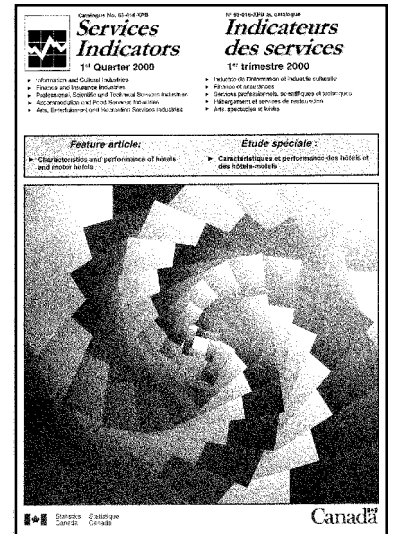 Catalogue No. 63-016-XPB
Services
Indicators
1st Quarter 2000
Information and Cultural Industries
Finance and Insurance Industries
Professional, Scientific and Technical Services Industries
Accommodation and Food Services Industries
Arts, Entertainment and Recreation Services Industries
N° 63-016-XPB au catalogue
Indicateurs
des services
1er trimestre 2000
Industrie de l'information et industrie culturelle
Finance et assurances
Services professionnels, scientifiques et techniques
Hébergement et services de restauration
Arts, spectacles et loisirs
Feature article:
Characteristics and performance of hotels
and motor hotels
Étude spéciale :
Caractéristiques et performance des hôtels et
des hôtels-motels
Statistics Statistique
Canada Canada
Canada